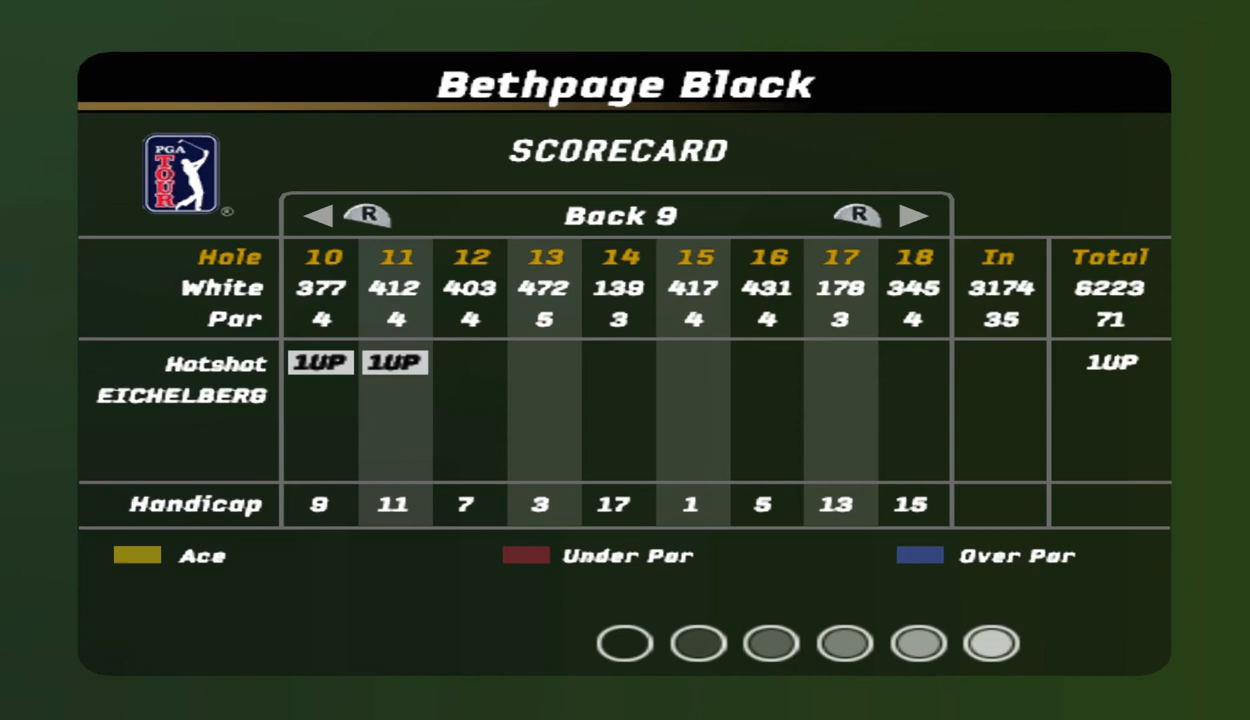 Bethpage Black
PGA TOUR ®
SCORECARD
R Back 9 R
Hole 10 11 12 13 14 15 16 17 18 In Total
White 377 412 403 472 139 417 431 178 345 3174 6223
Par 4 4 4 5 3 4 4 3 4 35 71
Hotshot 1UP 1UP 1UP
EICHELBERG
Handicap 9 11 7 3 17 1 5 13 15
Ace Under Par Over Par